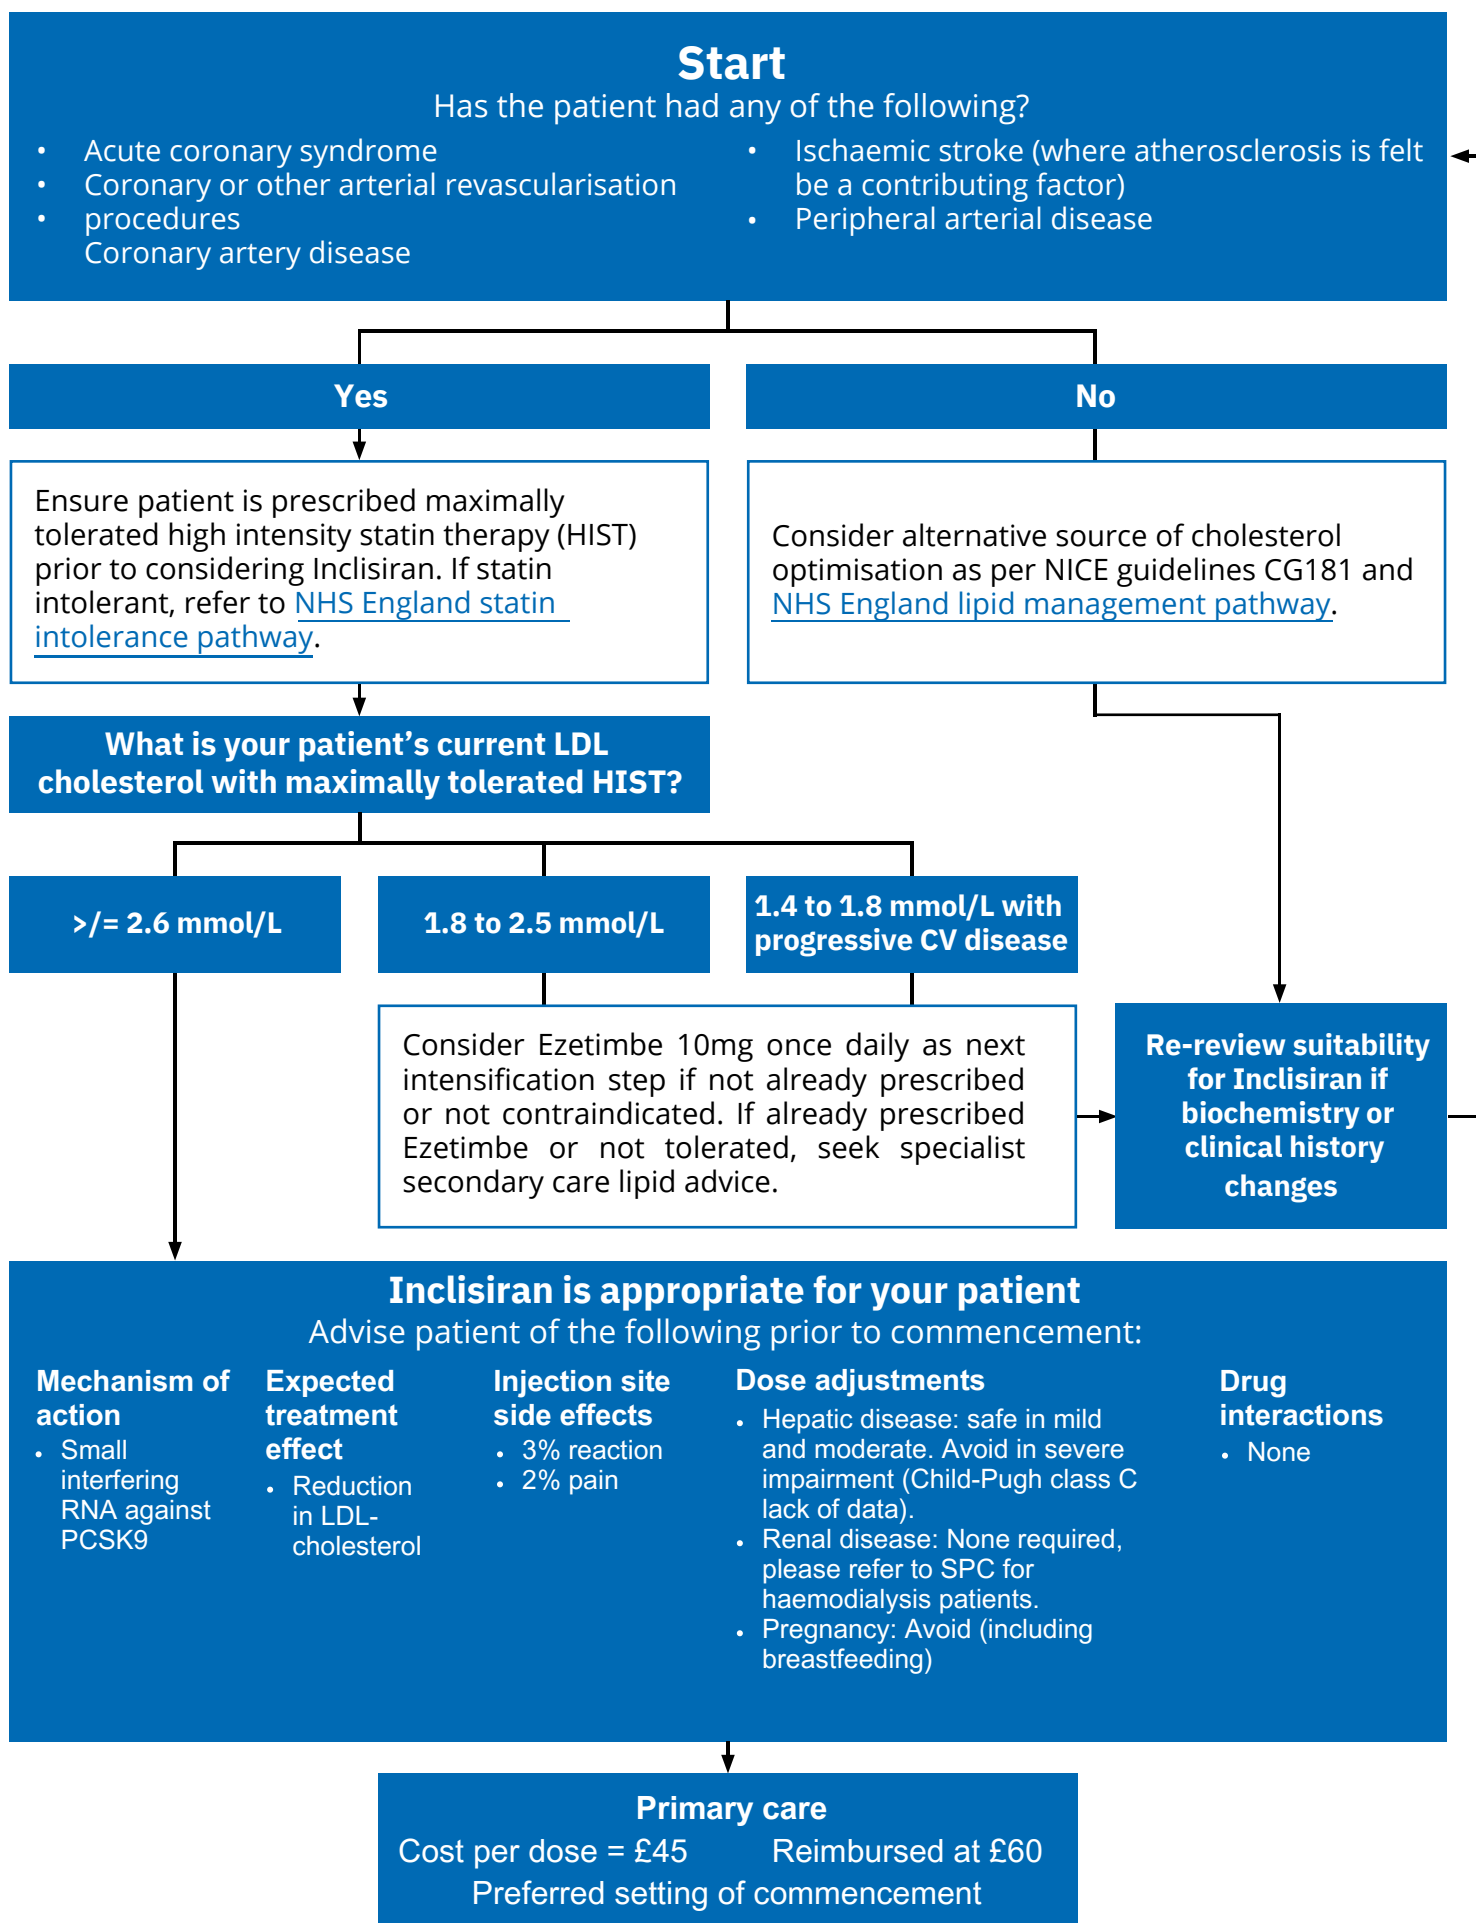 Start
Has the patient had any of the following?
• Acute coronary syndrome
• Coronary or other arterial revascularisation
• procedures
Coronary artery disease
• Ischaemic stroke (where atherosclerosis is felt
be a contributing factor)
• Peripheral arterial disease
Yes
No
Ensure patient is prescribed maximally
tolerated high intensity statin therapy (HIST)
prior to considering Inclisiran. If statin
intolerant, refer to NHS England statin
intolerance pathway.
Consider alternative source of cholesterol
optimisation as per NICE guidelines CG181 and
NHS England lipid management pathway.
What is your patient’s current LDL
cholesterol with maximally tolerated HIST?
>/= 2.6 mmol/L
1.8 to 2.5 mmol/L
1.4 to 1.8 mmol/L with
progressive CV disease
Consider Ezetimbe 10mg once daily as next
intensification step if not already prescribed
or not contraindicated. If already prescribed
Ezetimbe or not tolerated, seek specialist
secondary care lipid advice.
Re-review suitability
for Inclisiran if
biochemistry or
clinical history
changes
Inclisiran is appropriate for your patient
Advise patient of the following prior to commencement:
Mechanism of
action
• Small
interfering
RNA against
PCSK9
Expected
treatment
effect
• Reduction
in LDL-
cholesterol
Injection site
side effects
• 3% reaction
• 2% pain
Dose adjustments
• Hepatic disease: safe in mild
and moderate. Avoid in severe
impairment (Child-Pugh class C
lack of data).
• Renal disease: None required,
please refer to SPC for
haemodialysis patients.
• Pregnancy: Avoid (including
breastfeeding)
Drug
interactions
• None
Primary care
Cost per dose = £45 Reimbursed at £60
Preferred setting of commencement